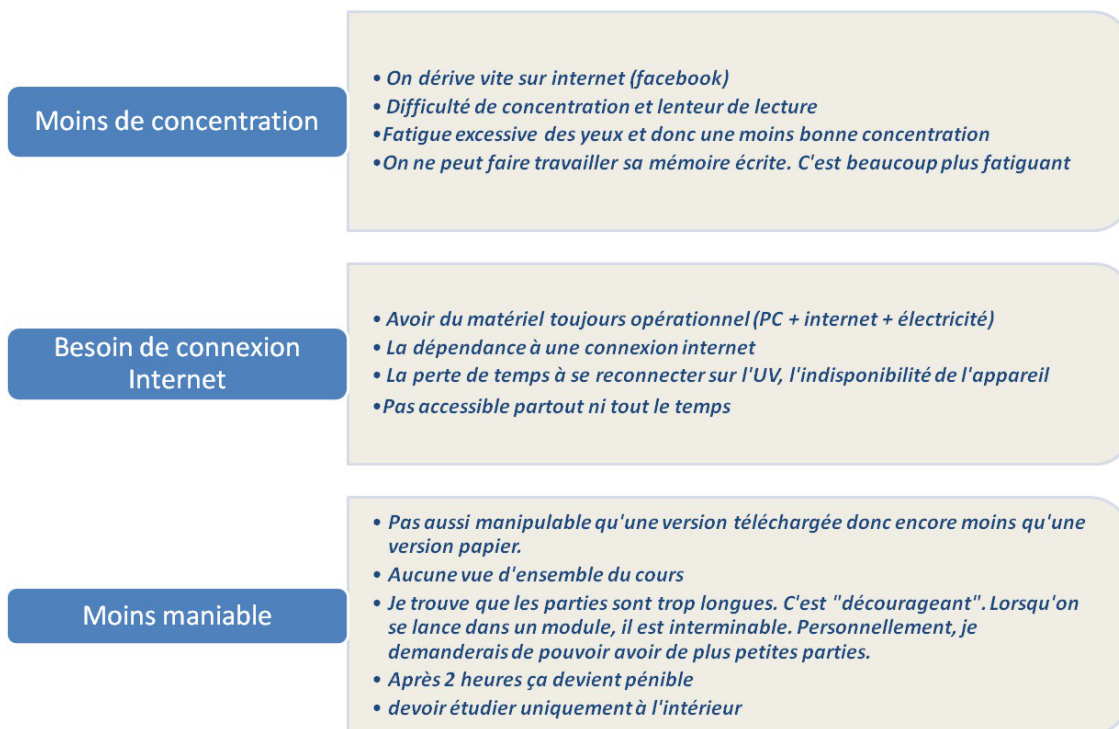 Moins de concentration
• On dérive vite sur internet (facebook)
• Difficulté de concentration et lenteur de lecture
•Fatigue excessive des yeux et donc une moins bonne concentration
•On ne peut faire travailler sa mémoire écrite. C'est beaucoup plus fatiguant
Besoin de connexion
Internet
• Avoir du matériel toujours opérationnel (PC + internet + électricité)
• La dépendance à une connexion internet
• La perte de temps à se reconnecter sur l'UV, l'indisponibilité de l'appareil
•Pas accessible partout ni tout le temps
Moins maniable
• Pas aussi manipulable qu'une version téléchargée donc encore moins qu'une
version papier.
• Aucune vue d'ensemble du cours
• Je trouve que les parties sont trop longues. C'est "décourageant". Lorsqu'on
se lance dans un module, il est interminable. Personnellement, je
demanderais de pouvoir avoir de plus petites parties.
• Après 2 heures ça devient pénible
• devoir étudier uniquement à l'intérieur